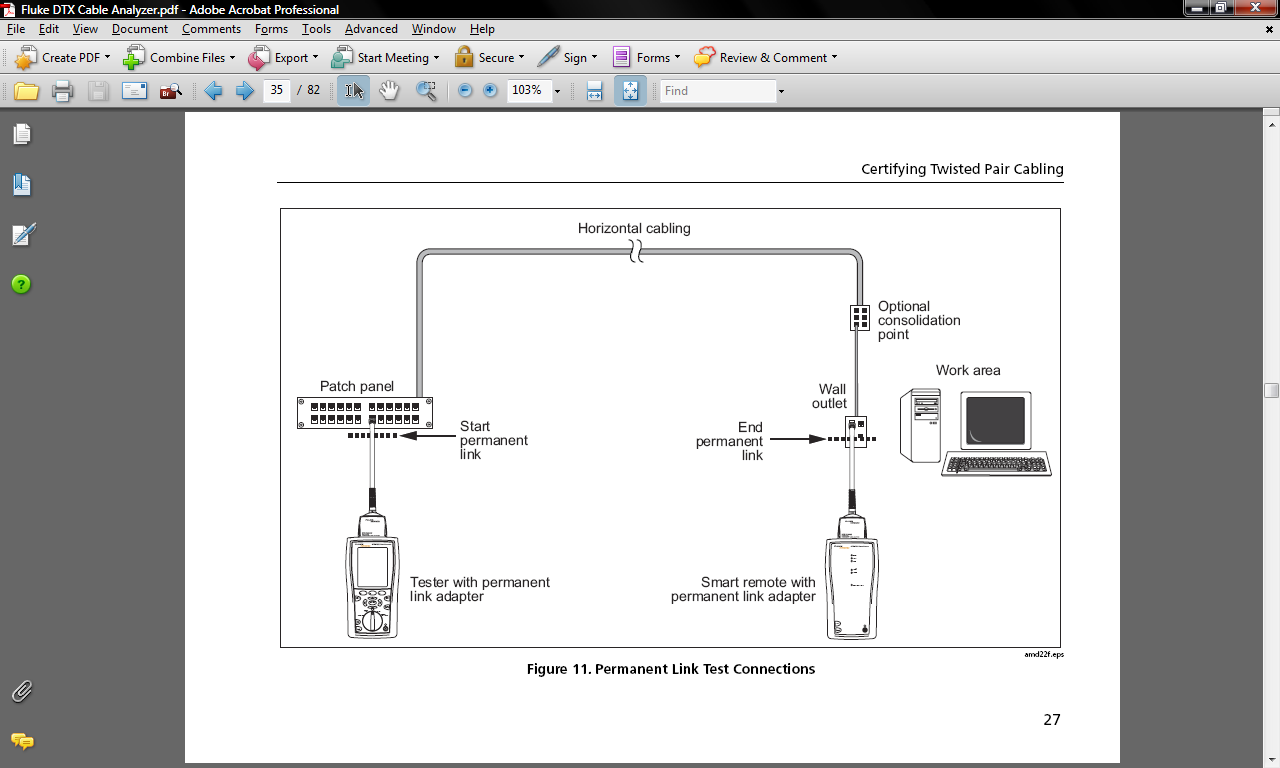 Fluke DTX Cable Analyzer.pdf - Adobe Acrobat Professional
File Edit View Document Comments Forms Tools Advanced Window Help
Create PDF Combine Files Export Start Meeting Secure Sign Forms Review & Comment
35 / 82 103% Find
Certifying Twisted Pair Cabling
Horizontal cabling
Optional
consolidation
point
Work area
Patch panel
Wall
outlet
Start
permanent
link
End
permanent
link
Tester with permanent
link adapter
Smart remote with
permanent link adapter
amd22f.eps
Figure 11. Permanent Link Test Connections
27